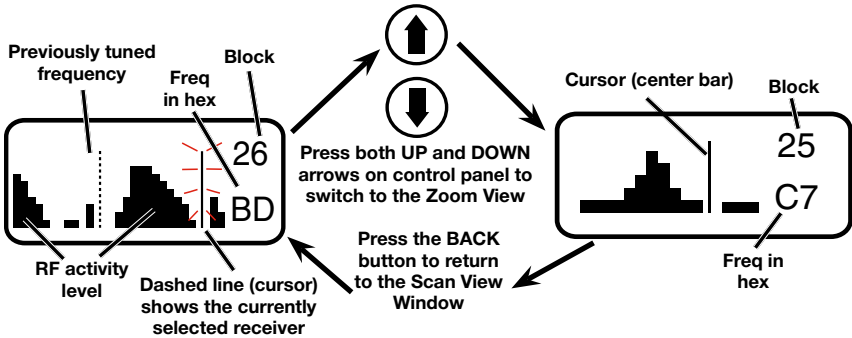 Previously tuned
frequency
Freq
in hex
Block
26
BD
RF activity
level
Dashed line (cursor)
shows the currently
selected receiver
Press both UP and DOWN
arrows on control panel to
switch to the Zoom View
Press the BACK
button to return
to the Scan View
Window
Cursor (center bar)
Block
25
C7
Freq in
hex